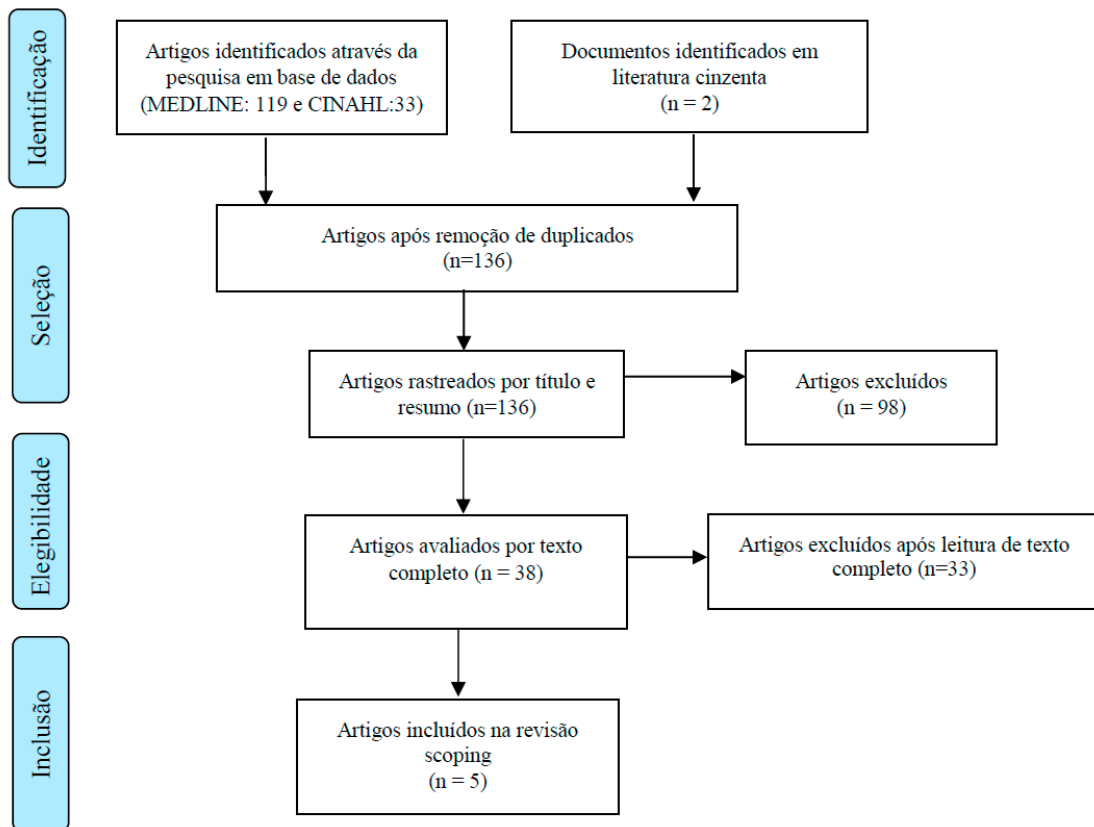 Identificação
Artigos identificados através da
pesquisa em base de dados
(MEDLINE: 119 e CINAHL:33)
Documentos identificados em
literatura cinzenta
(n = 2)
Seleção
Artigos após remoção de duplicados
(n=136)
Artigos rastreados por título e
resumo (n=136)
Artigos excluídos
(n = 98)
Elegibilidade
Artigos avaliados por texto
completo (n = 38)
Artigos excluídos após leitura de texto
completo (n=33)
Inclusão
Artigos incluídos na revisão
scoping
(n = 5)